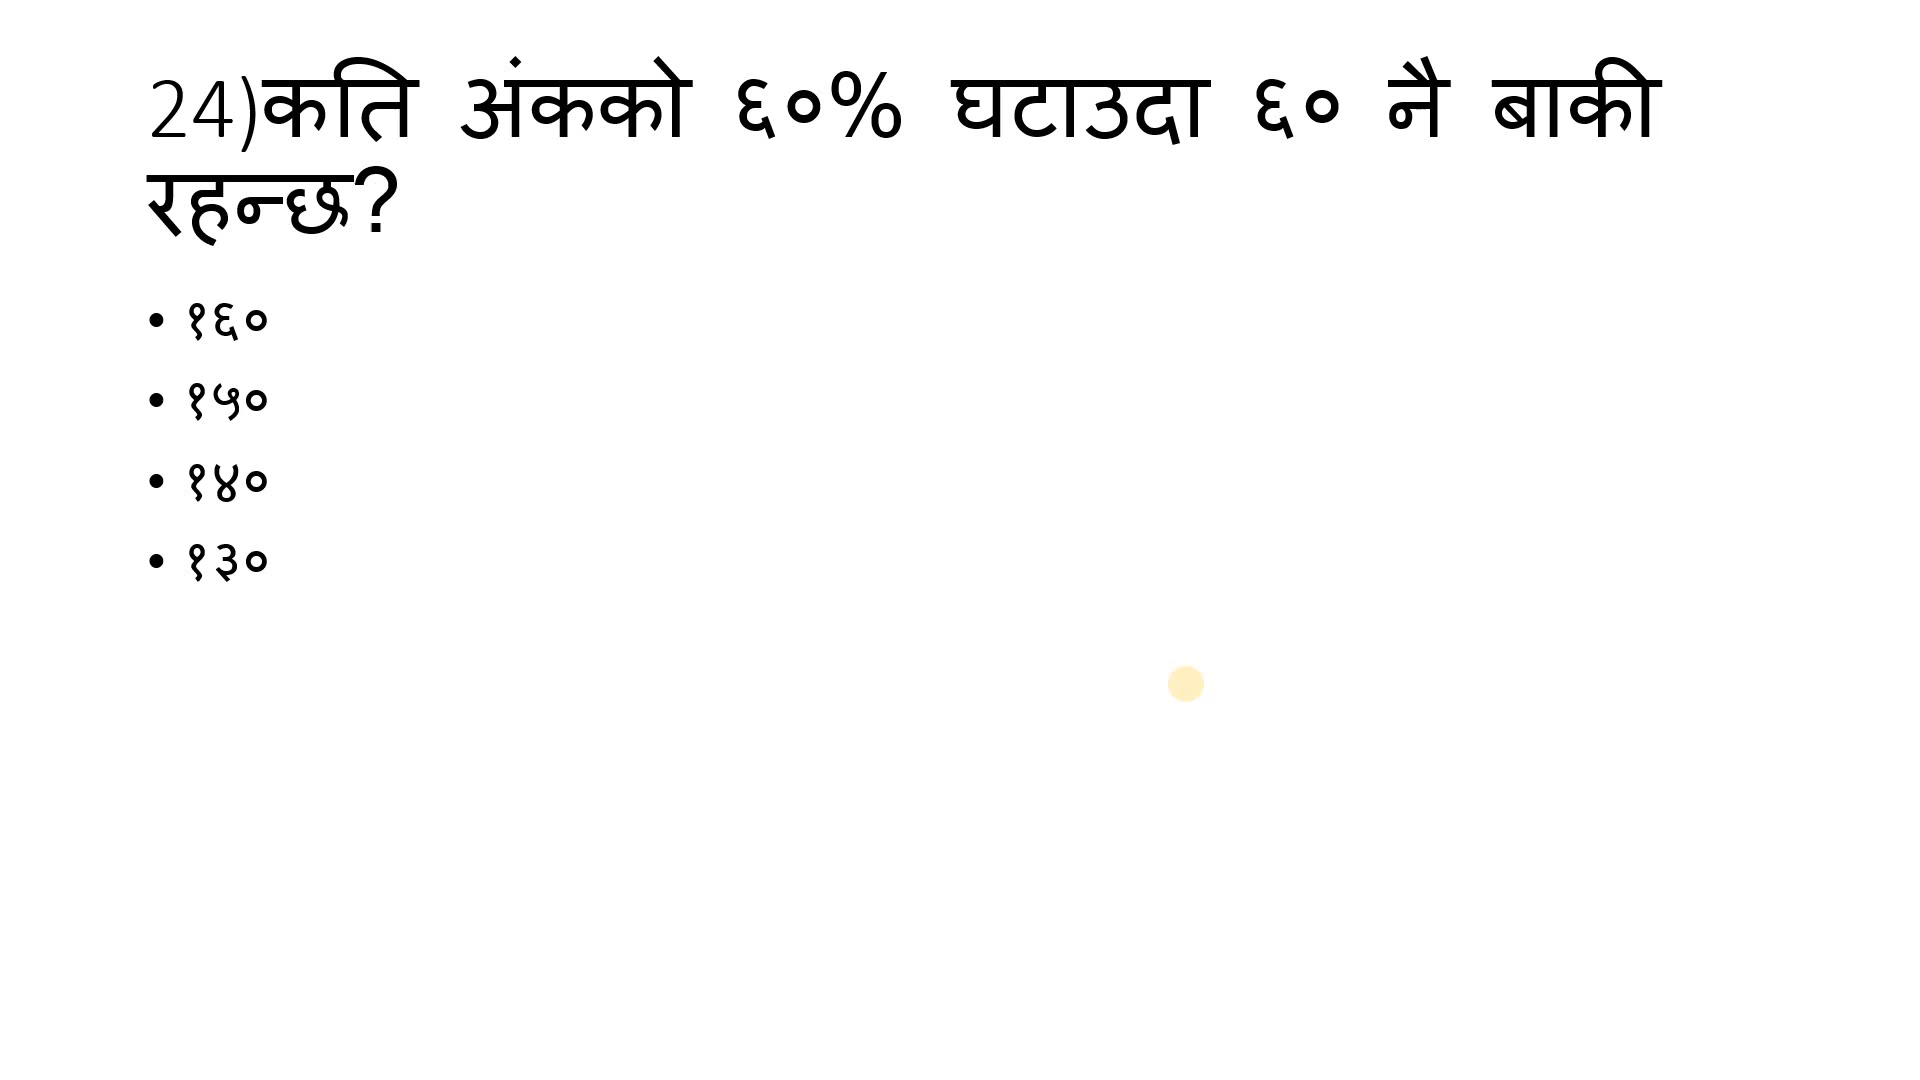 24)कति अंकको ६०% घटाउदा ६० नै बाकी
रहन्छ?
• १६०
• १५०
• १४०
• १३०